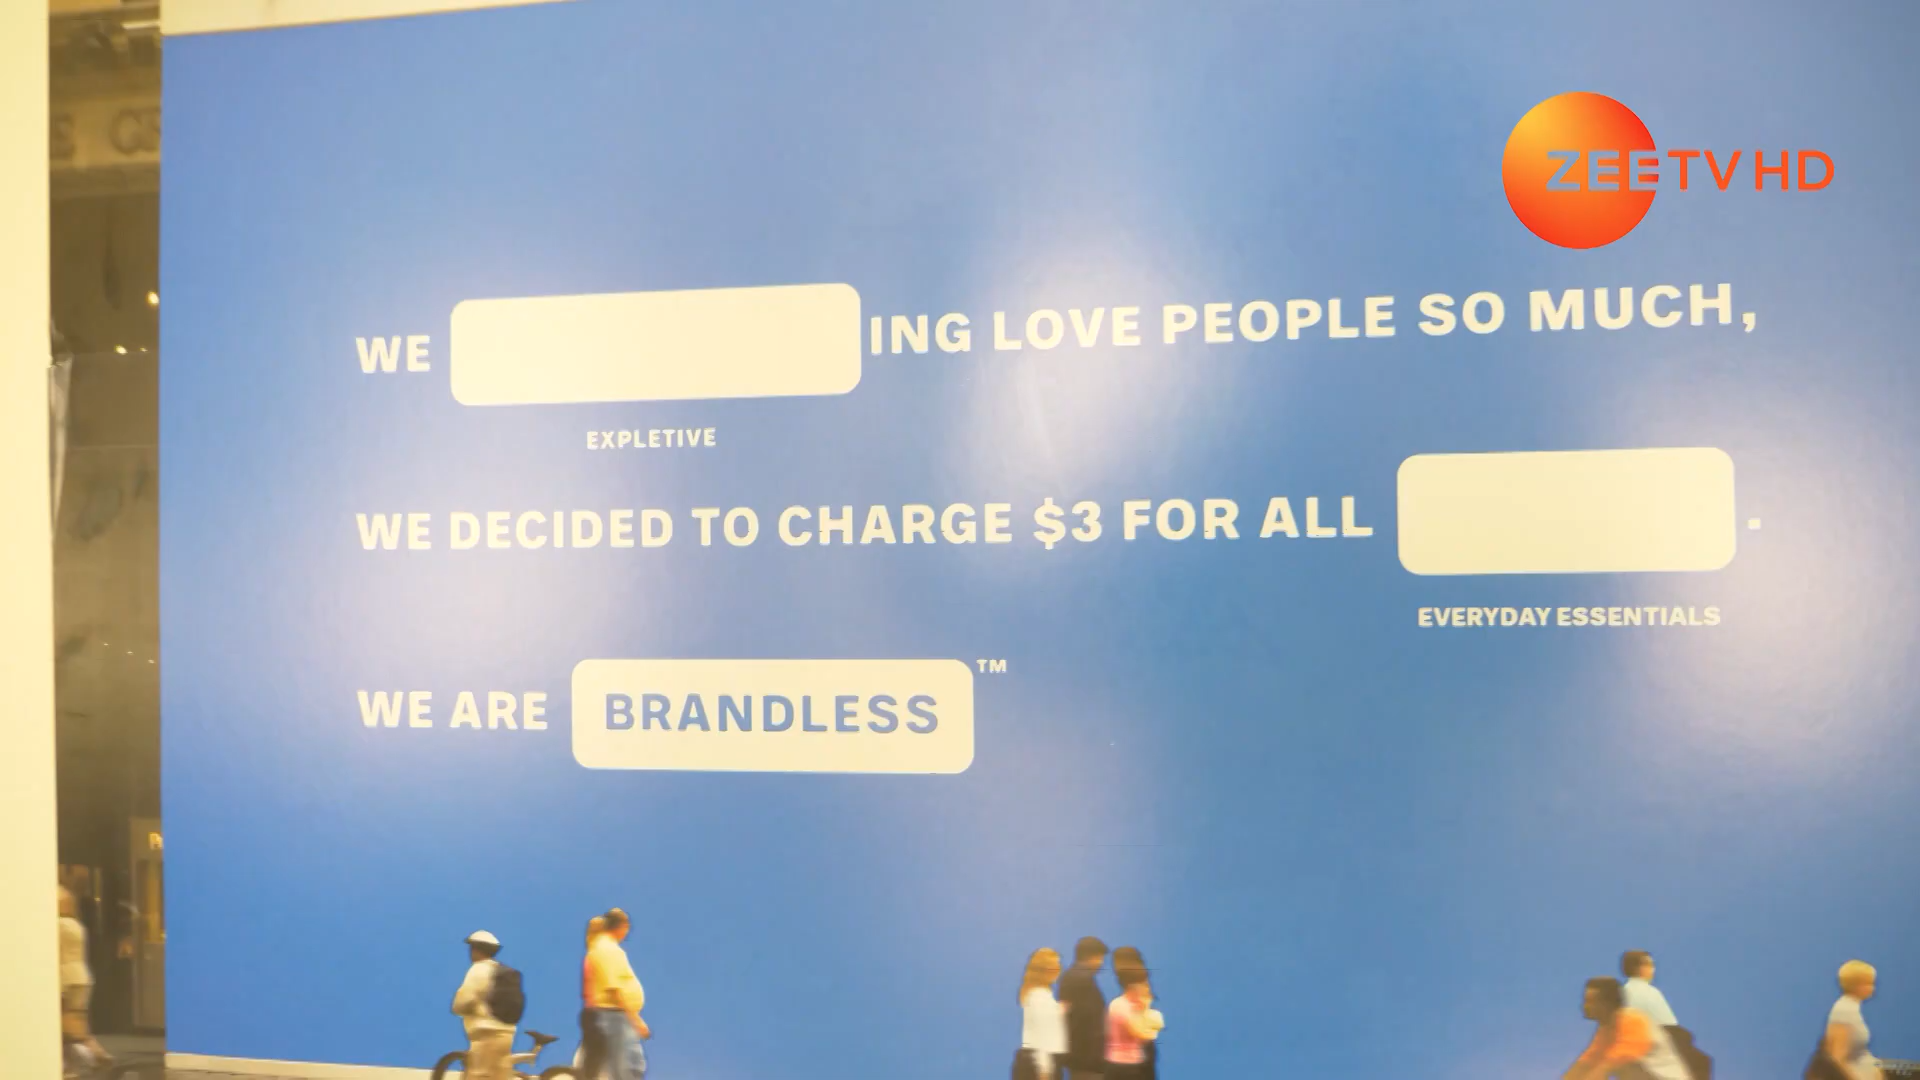 ZEE TV HD
WE ING LOVE PEOPLE SO MUCH,
EXPLETIVE
WE DECIDED TO CHARGE $3 FOR ALL .
EVERYDAY ESSENTIALS
WE ARE BRANDLESS™